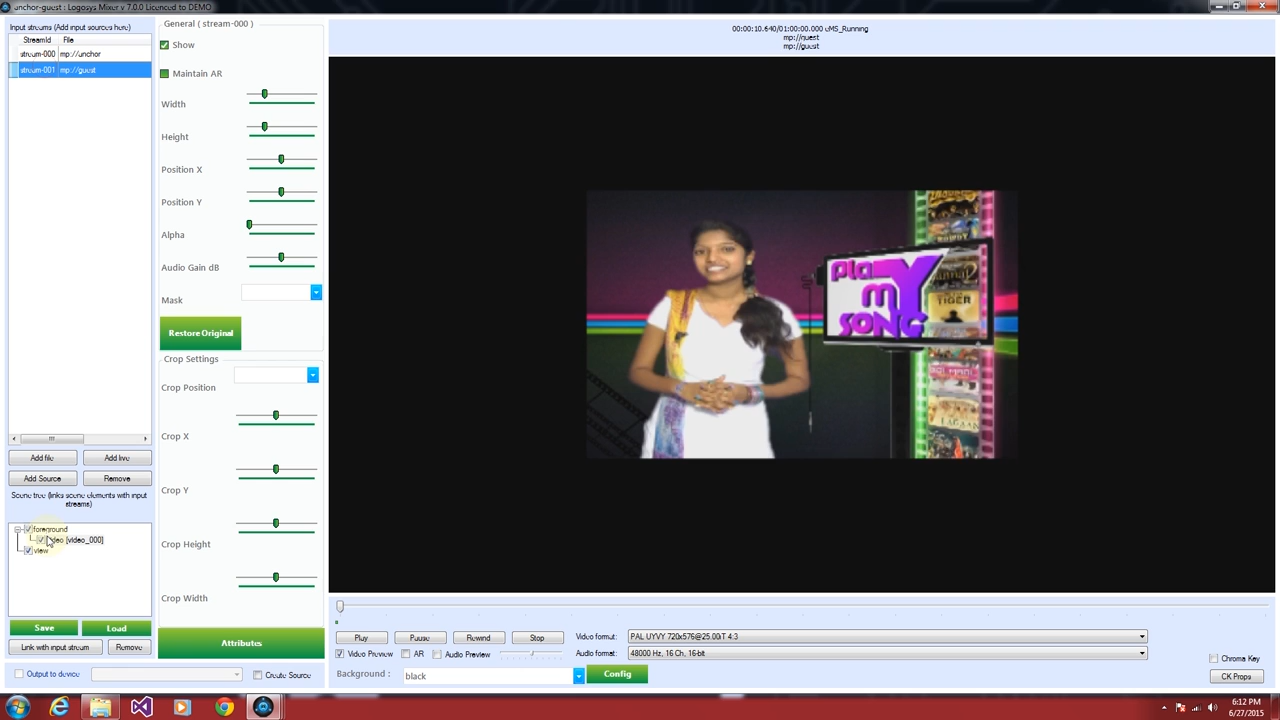 anchor-guest : Logosys Mixer v 7.0.0 Licenced to DEMO
Input streams (Add input sources here)
StreamId File
stream-000 mp://anchor
stream-001 mp://guest
Add file Add live
Add Source Remove
Scene tree (links scene elements with input
streams)
foreground
[video_000]
view
Save Load
Link with input stream Remove
Output to device
Create Source
General ( stream-000 )
Show
Maintain AR
Width
Height
Position X
Position Y
Alpha
Audio Gain dB
Mask
Restore Original
Crop Settings
Crop Position
Crop X
Crop Y
Crop Height
Crop Width
Attributes
00:00:10.640/01:00:00.000 eMS_Running
mp://guest
mp://guest
Play
mY
SONG
TIGER
Play Pause Rewind Stop
Video Preview AR Audio Preview
Background : black Config
Video format: PAL UYVY 720x576@25.00iT 4:3
Audio format: 48000 Hz, 16 Ch, 16-bit
Chroma Key
CK Props
6:12 PM
6/27/2015